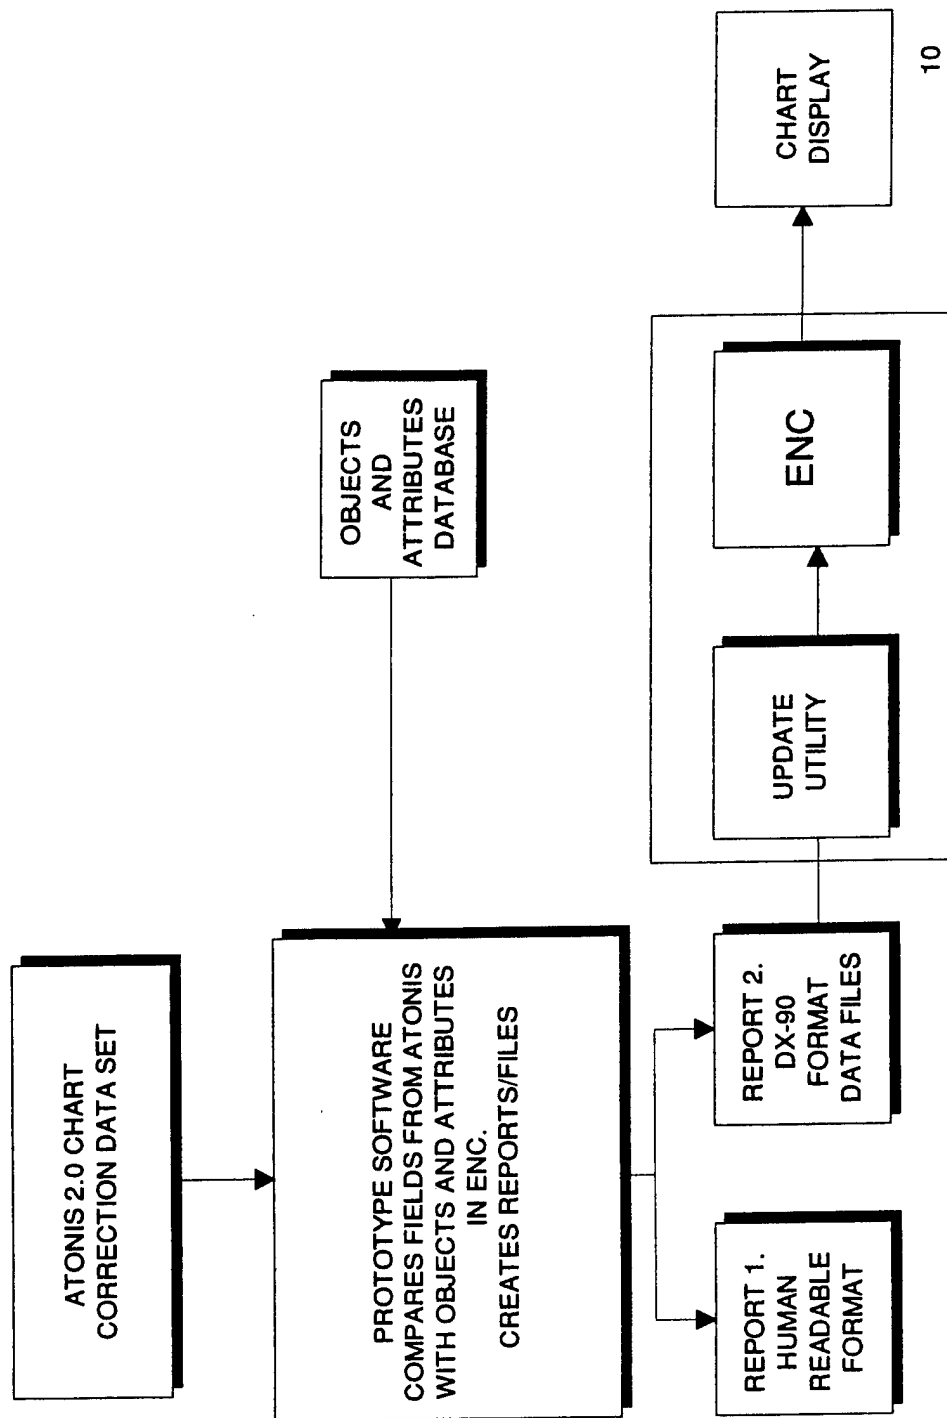 ATONIS 2.0 CHART
CORRECTION DATA SET
PROTOTYPE SOFTWARE
COMPARES FIELDS FROM ATONIS
WITH OBJECTS AND ATTRIBUTES
IN ENC.
CREATES REPORTS/FILES
OBJECTS
AND
ATTRIBUTES
DATABASE
REPORT 1.
HUMAN
READABLE
FORMAT
REPORT 2.
DX-90
FORMAT
DATA FILES
UPDATE
UTILITY
ENC
CHART
DISPLAY
10